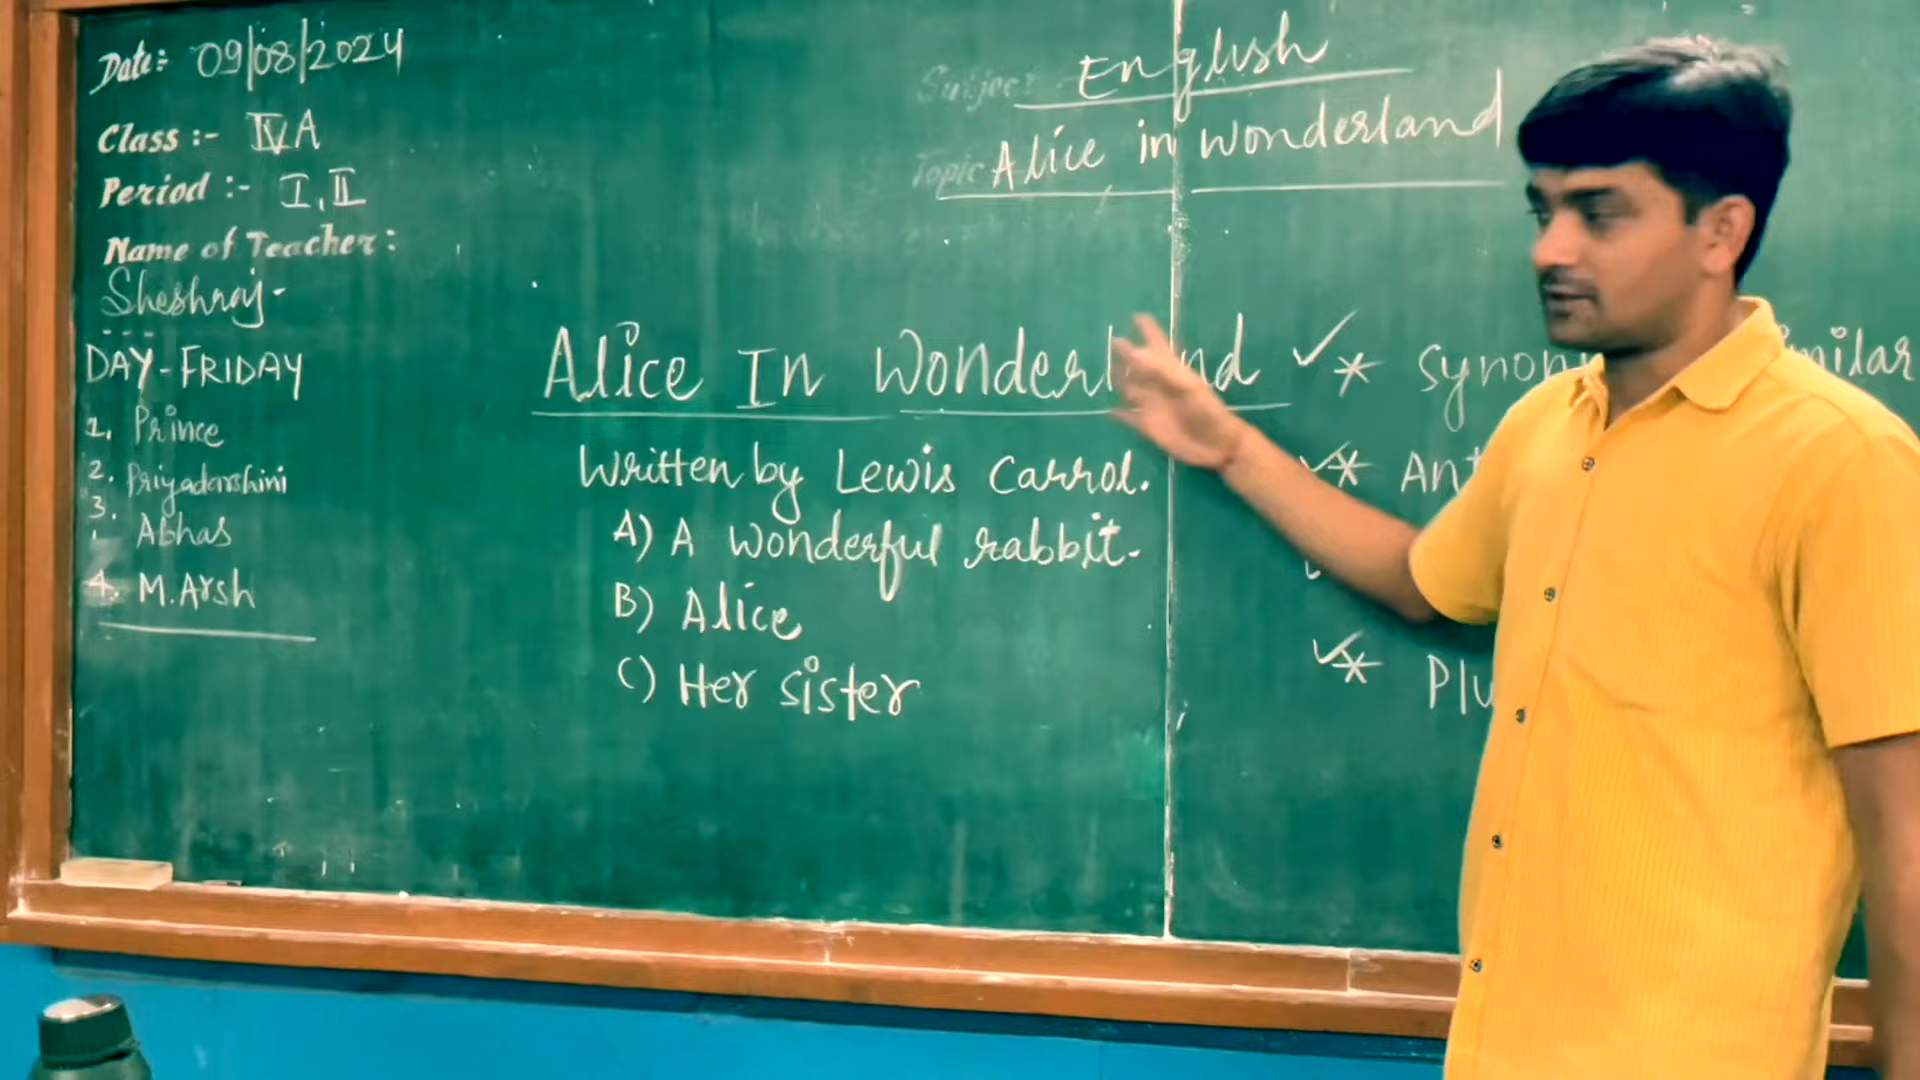 Date:- 09/08/2024
Class :- IV A
Period :- I, II
Name of Teacher:
Sheshraj-
DAY-FRIDAY
1. Prince
2. Priyadarshini
3. Abhas
4. M.Arsh
Subject English
Topic Alice in Wonderland
Alice In Wonderland
Written by Lewis Carrol.
A) A wonderful rabbit.
B) Alice
C) Her sister
✓* Synon
milar
✓* Ant
✓* Plu